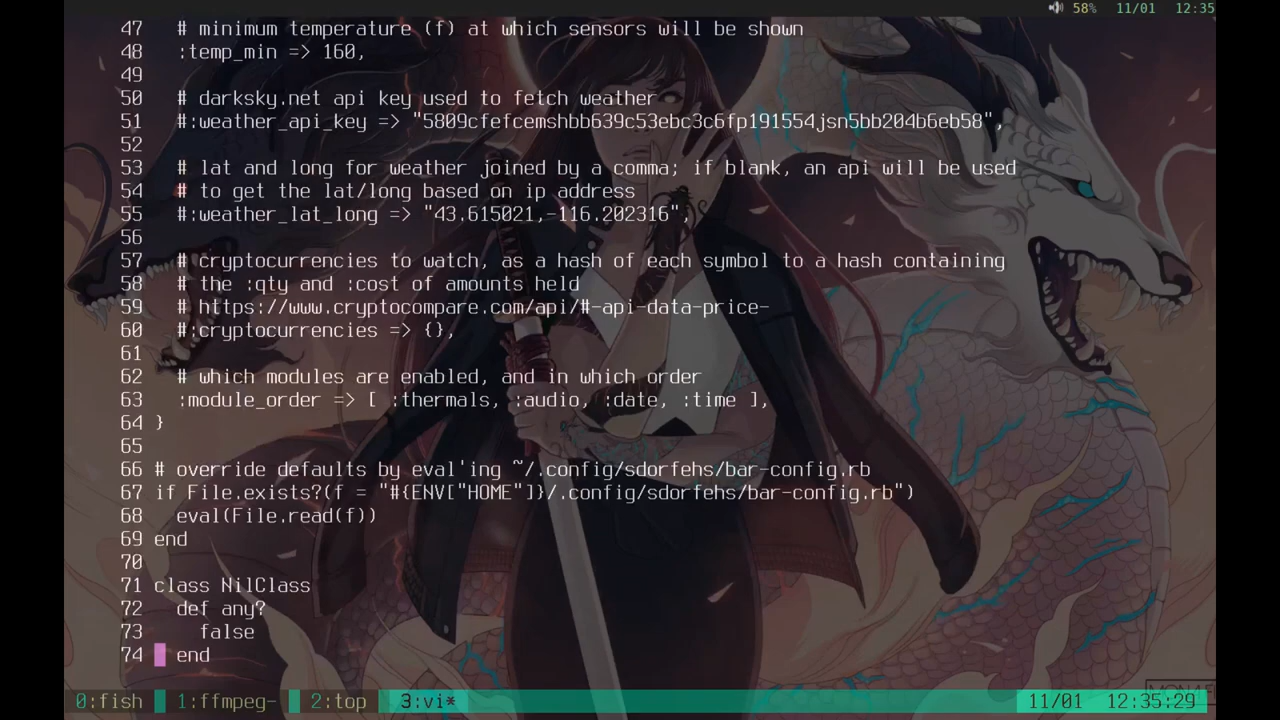 58% 11/01 12:35
47 # minimum temperature (f) at which sensors will be shown
48 :temp_min => 160,
49
50 # darksky.net api key used to fetch weather
51 #:weather_api_key => "5809cfefcemshbb639c53ebc3c6fp191554jsn5bb204b6eb58",
52
53 # lat and long for weather joined by a comma; if blank, an api will be used
54 # to get the lat/long based on ip address
55 #:weather_lat_long => "43.615021,-116.202316",
56
57 # cryptocurrencies to watch, as a hash of each symbol to a hash containing
58 # the :qty and :cost of amounts held
59 # https://www.cryptocompare.com/api/#-api-data-price-
60 #:cryptocurrencies => {},
61
62 # which modules are enabled, and in which order
63 :module_order => [ :thermals, :audio, :date, :time ],
64 }
65
66 # override defaults by eval'ing ~/.config/sdorfehs/bar-config.rb
67 if File.exists?(f = "#{ENV["HOME"]}/.config/sdorfehs/bar-config.rb")
68 eval(File.read(f))
69 end
70
71 class NilClass
72 def any?
73 false
74 end
0:fish 1:ffmpeg- 2:top 3:vi* 11/01 12:35:29